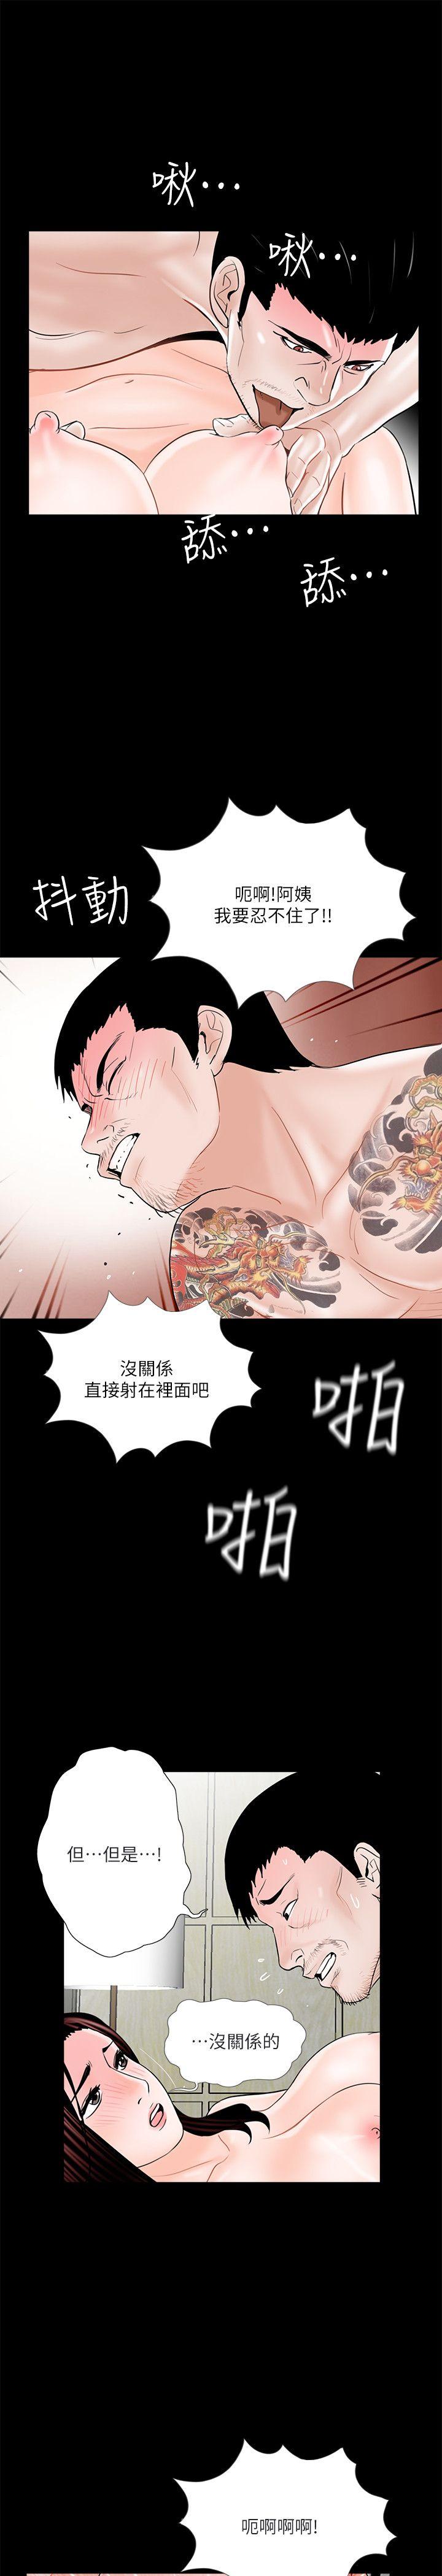 啾…
啾…
舔…
舔…
抖動
呃啊!阿姨
我要忍不住了!!
沒關係
直接射在裡面吧
啪
啪
但…但是…!
…沒關係的
呃啊啊啊!